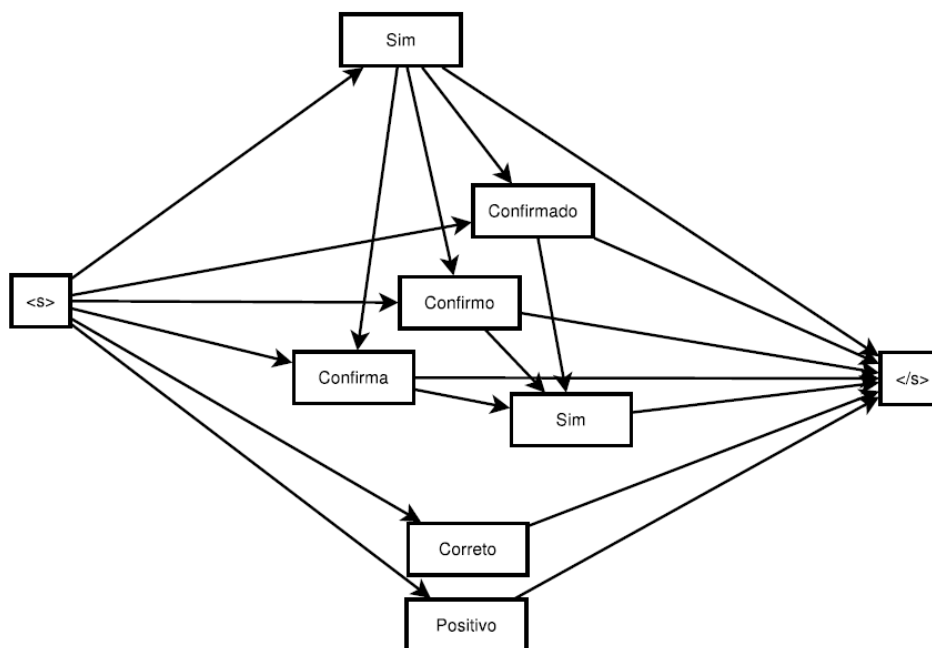 Sim
Confirmado
<s>
Confirmo
Confirma
</s>
Sim
Correto
Positivo